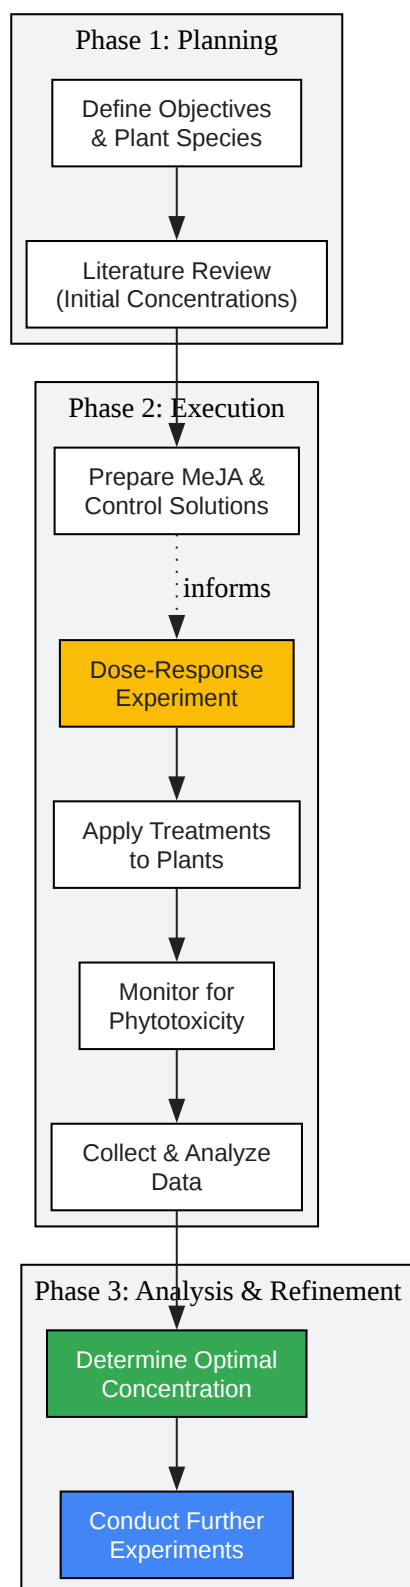 Phase 1: Planning
Define Objectives
& Plant Species
Literature Review
(Initial Concentrations)
Phase 2: Execution
Prepare MeJA &
Control Solutions
informs
Dose-Response
Experiment
Apply Treatments
to Plants
Monitor for
Phytotoxicity
Collect & Analyze
Data
Phase 3: Analysis & Refinement
Determine Optimal
Concentration
Conduct Further
Experiments